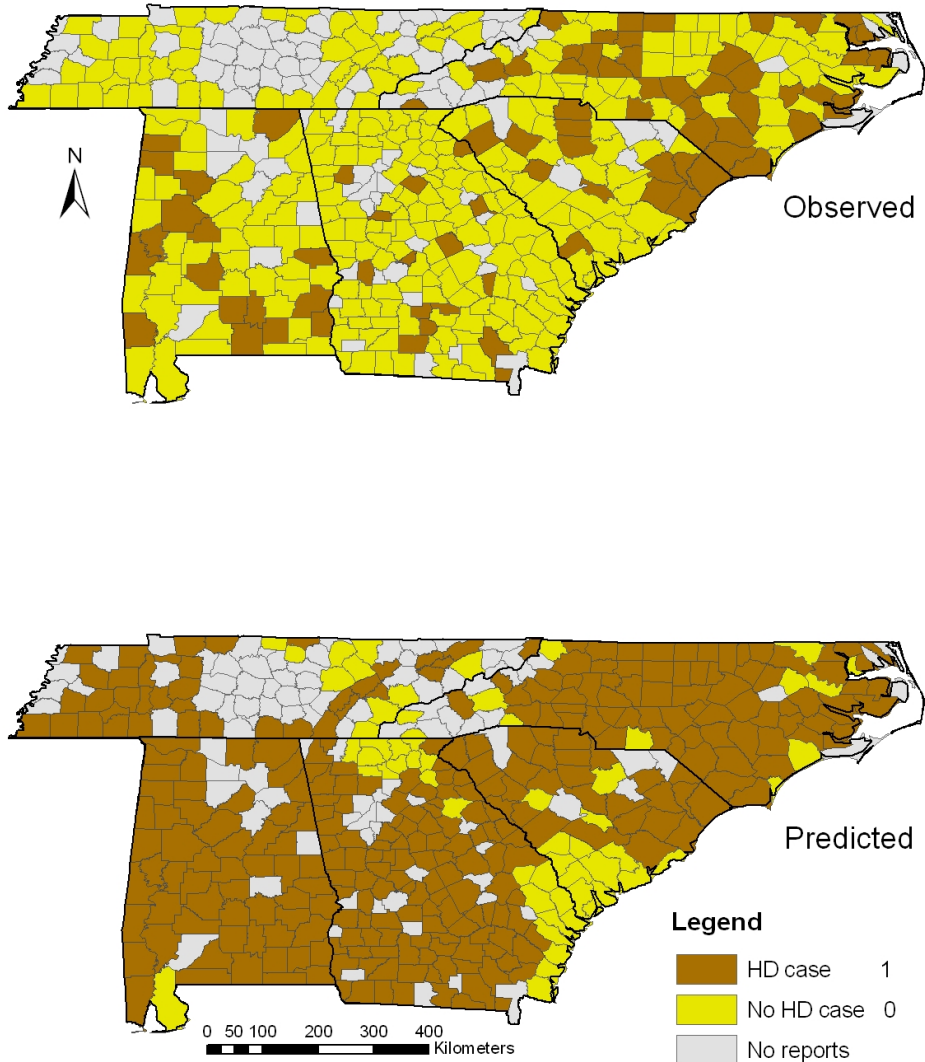 N
Observed
Predicted
Legend
HD case 1
No HD case 0
No reports
0 50 100 200 300 400
Kilometers